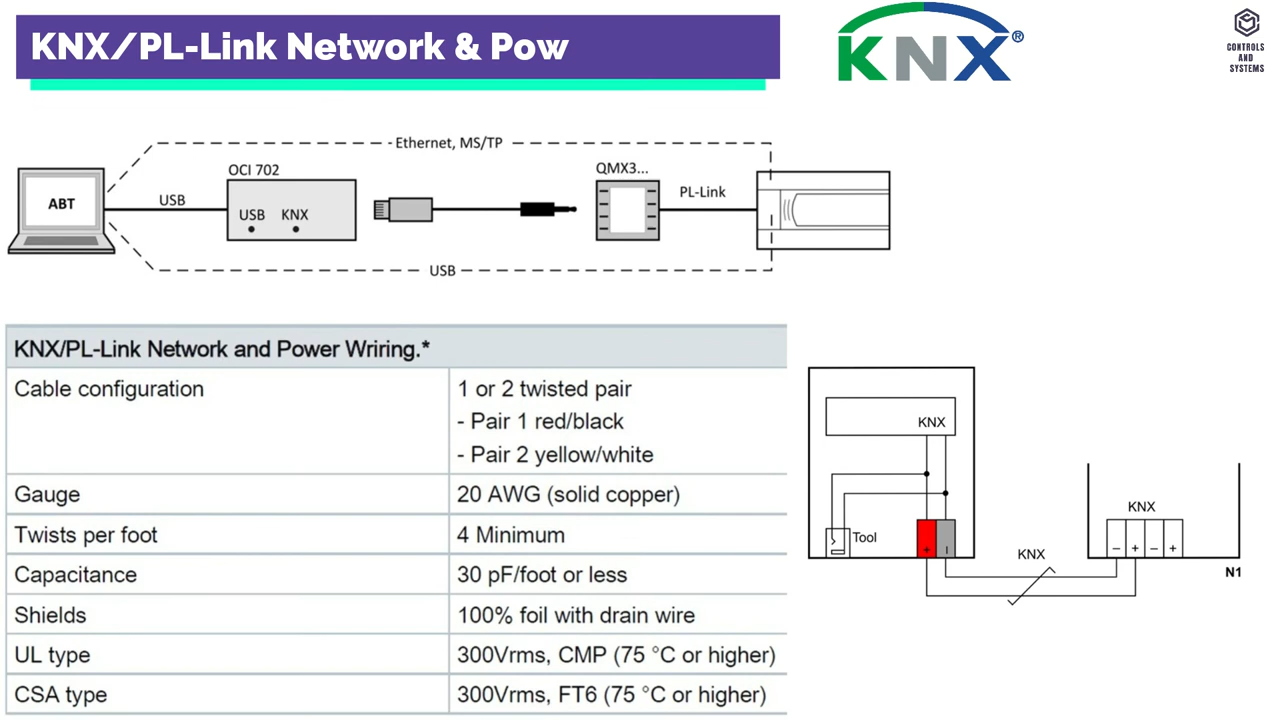 KNX/PL-Link Network & Pow
KNX®
CONTROLS
AND
SYSTEMS
Ethernet, MS/TP
OCI 702
QMX3...
ABT
USB
USB KNX
PL-Link
USB
KNX/PL-Link Network and Power Wriring.*
Cable configuration
1 or 2 twisted pair
- Pair 1 red/black
- Pair 2 yellow/white
Gauge
20 AWG (solid copper)
Twists per foot
4 Minimum
Capacitance
30 pF/foot or less
Shields
100% foil with drain wire
UL type
300Vrms, CMP (75 °C or higher)
CSA type
300Vrms, FT6 (75 °C or higher)
KNX
Tool
+ –
KNX
KNX
– + – +
N1